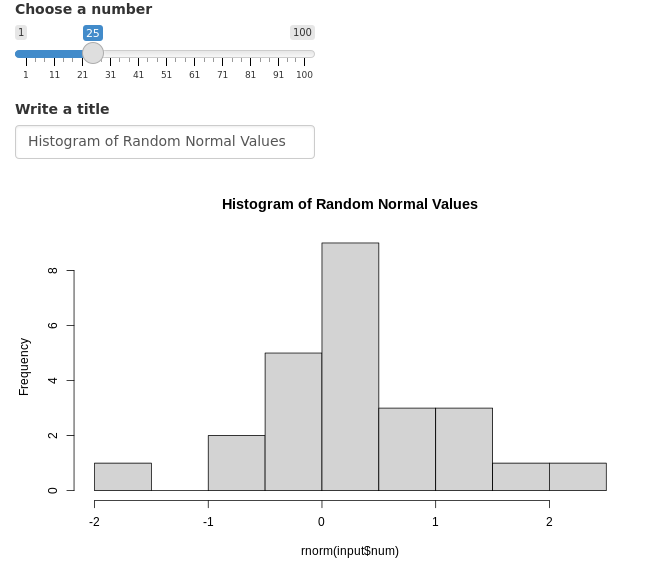 Choose a number
1 25 100
1 11 21 31 41 51 61 71 81 91 100
Write a title
Histogram of Random Normal Values
Histogram of Random Normal Values
Frequency
8
6
4
2
0
-2 -1 0 1 2
rnorm(input$num)